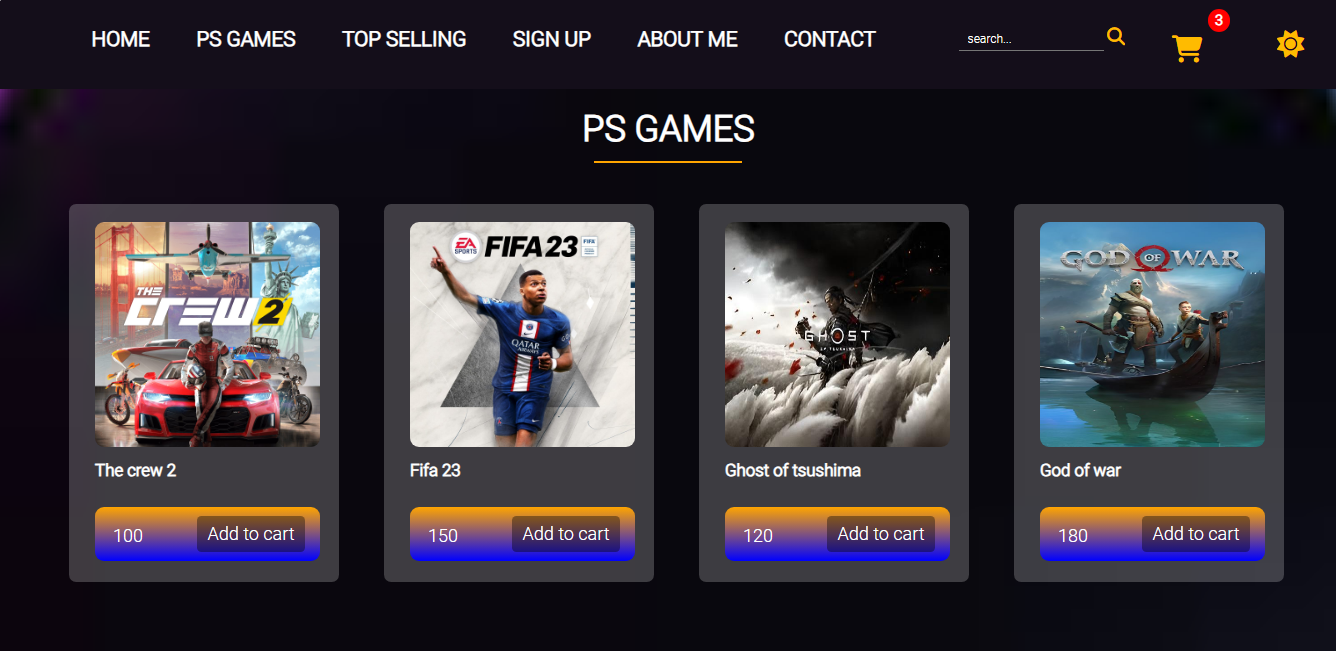 HOME PS GAMES TOP SELLING SIGN UP ABOUT ME CONTACT search... 3
PS GAMES
THE
CREW 2
EA
SPORTS
FIFA 23
FIFA
QATAR
AIRWAYS
GHOST
GOD OF WAR
The crew 2
Fifa 23
Ghost of tsushima
God of war
100 Add to cart
150 Add to cart
120 Add to cart
180 Add to cart